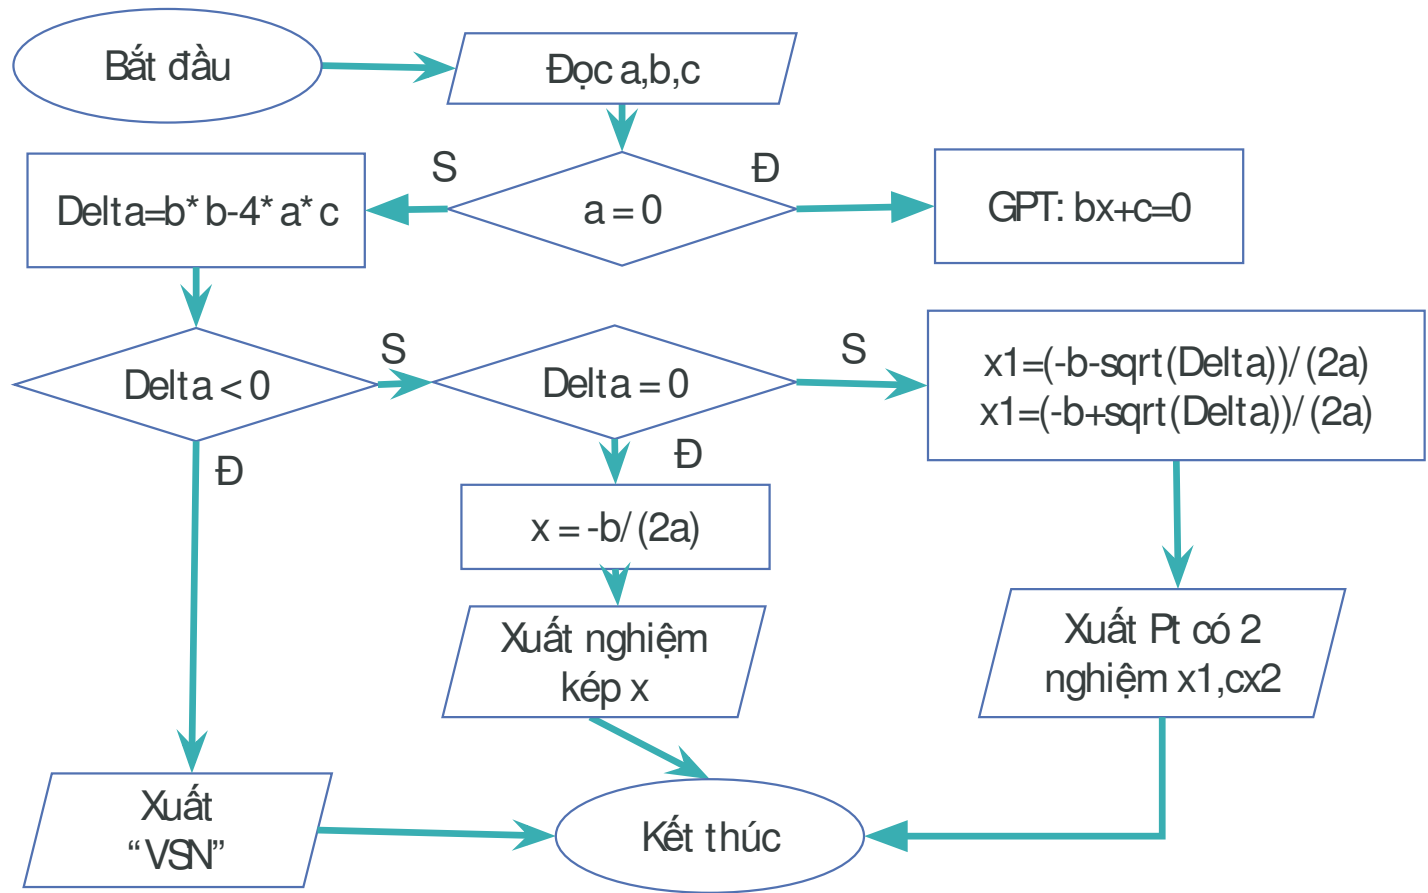 Bắt đầu
Đọc a,b,c
S
Đ
Delta=b*b-4*a*c
a = 0
GPT: bx+c=0
S
S
Delta < 0
Delta = 0
x1=(-b-sqrt(Delta))/(2a)
x1=(-b+sqrt(Delta))/(2a)
Đ
Đ
x = -b/(2a)
Xuất nghiệm
kép x
Xuất Pt có 2
nghiệm x1,cx2
Xuất
“VSN”
Kết thúc